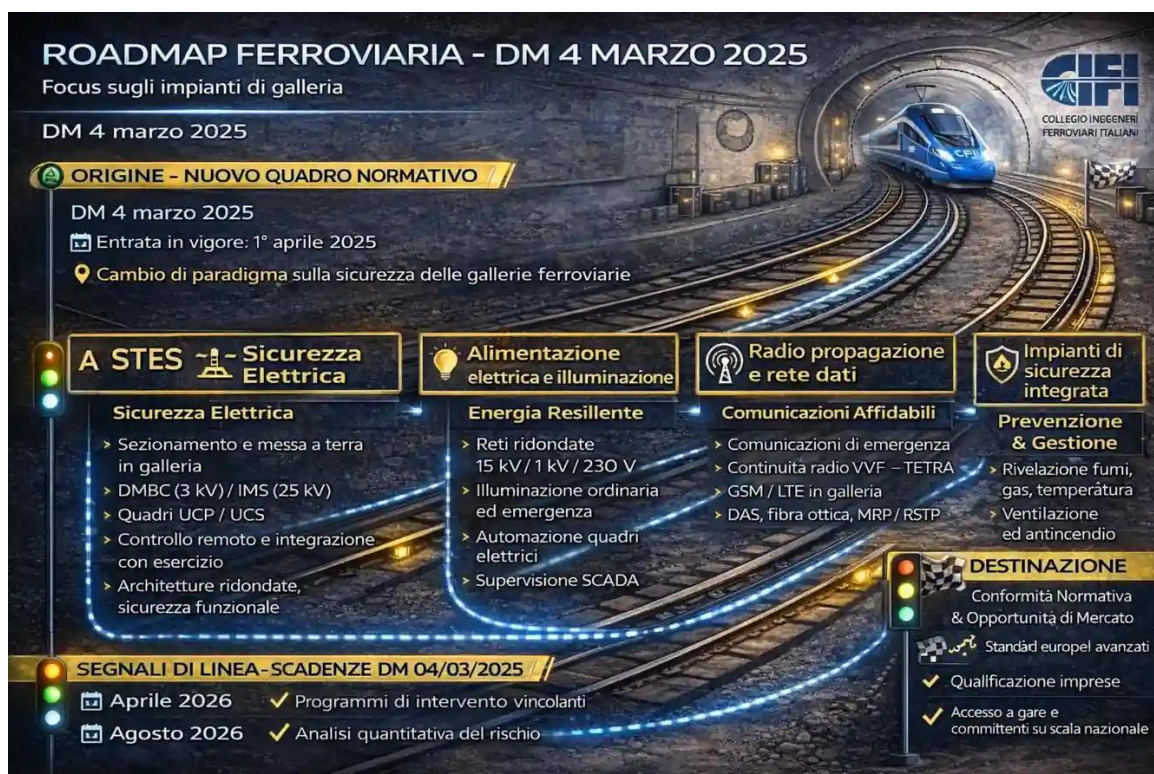 ROADMAP FERROVIARIA - DM 4 MARZO 2025
Focus sugli impianti di galleria
DM 4 marzo 2025
CIFI
COLLEGIO INEGENERI
FERROVIARI ITALIANI
CFI
ORIGINE - NUOVO QUADRO NORMATIVO
DM 4 marzo 2025
Entrata in vigore: 1° aprile 2025
Cambio di paradigma sulla sicurezza delle gallerie ferroviarie
A STES Sicurezza
Elettrica
Sicurezza Elettrica
> Sezionamento e messa a terra
in galleria
> DMBC (3 kV) / IMS (25 kV)
> Quadri UCP / UCS
> Controllo remoto e integrazione
con esercizio
> Architetture ridondate,
sicurezza funzionale
Alimentazione
elettrica e illuminazione
Energia Resillente
> Reti ridondate
15 kV / 1 kV / 230 V
> Illuminazione ordinaria
ed emergenza
> Automazione quadri
elettrici
> Supervisione SCADA
Radio propagazione
e rete dati
Comunicazioni Affidabili
> Comunicazioni di emergenza
> Continuità radio VVF – TETRA
> GSM / LTE in galleria
> DAS, fibra ottica, MRP / RSTP
Impianti di
sicurezza
integrata
Prevenzione
& Gestione
> Rivelazione fumi,
gas, temperatura
> Ventilazione
ed antincendio
DESTINAZIONE
Conformità Normativa
& Opportunità di Mercato
Standád europel avanzati
✓ Qualificazione imprese
✓ Accesso a gare e
committenti su scala nazionale
SEGNALI DI LINEA - SCADENZE DM 04/03/2025
Aprile 2026 ✓ Programmi di intervento vincolanti
Agosto 2026 ✓ Analisi quantitativa del rischio